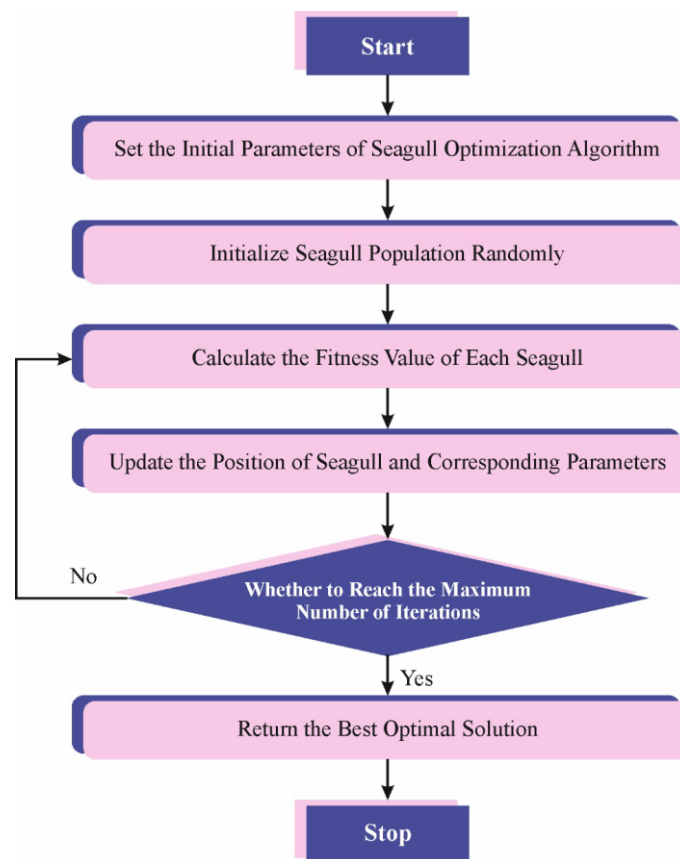 Start
Set the Initial Parameters of Seagull Optimization Algorithm
Initialize Seagull Population Randomly
Calculate the Fitness Value of Each Seagull
Update the Position of Seagull and Corresponding Parameters
No
Whether to Reach the Maximum
Number of Iterations
Yes
Return the Best Optimal Solution
Stop